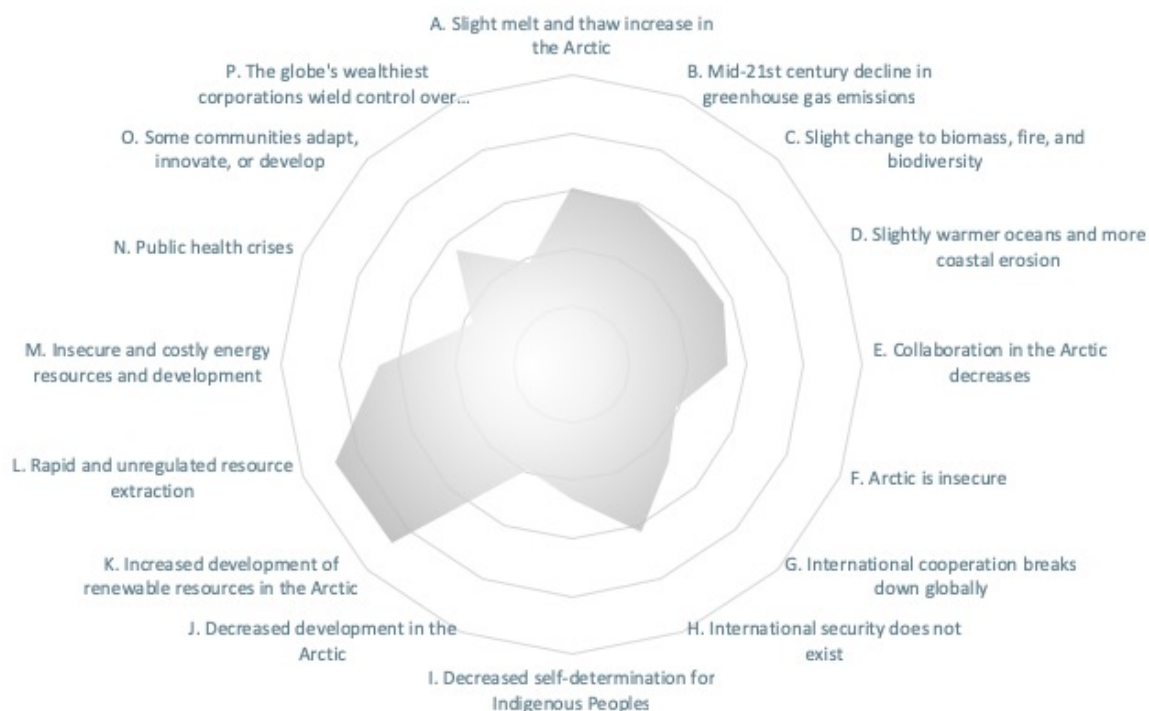 A. Slight melt and thaw increase in
the Arctic
B. Mid-21st century decline in
greenhouse gas emissions
C. Slight change to biomass, fire, and
biodiversity
D. Slightly warmer oceans and more
coastal erosion
E. Collaboration in the Arctic
decreases
F. Arctic is insecure
G. International cooperation breaks
down globally
H. International security does not
exist
I. Decreased self-determination for
Indigenous Peoples
J. Decreased development in the
Arctic
K. Increased development of
renewable resources in the Arctic
L. Rapid and unregulated resource
extraction
M. Insecure and costly energy
resources and development
N. Public health crises
O. Some communities adapt,
innovate, or develop
P. The globe's wealthiest
corporations wield control over...